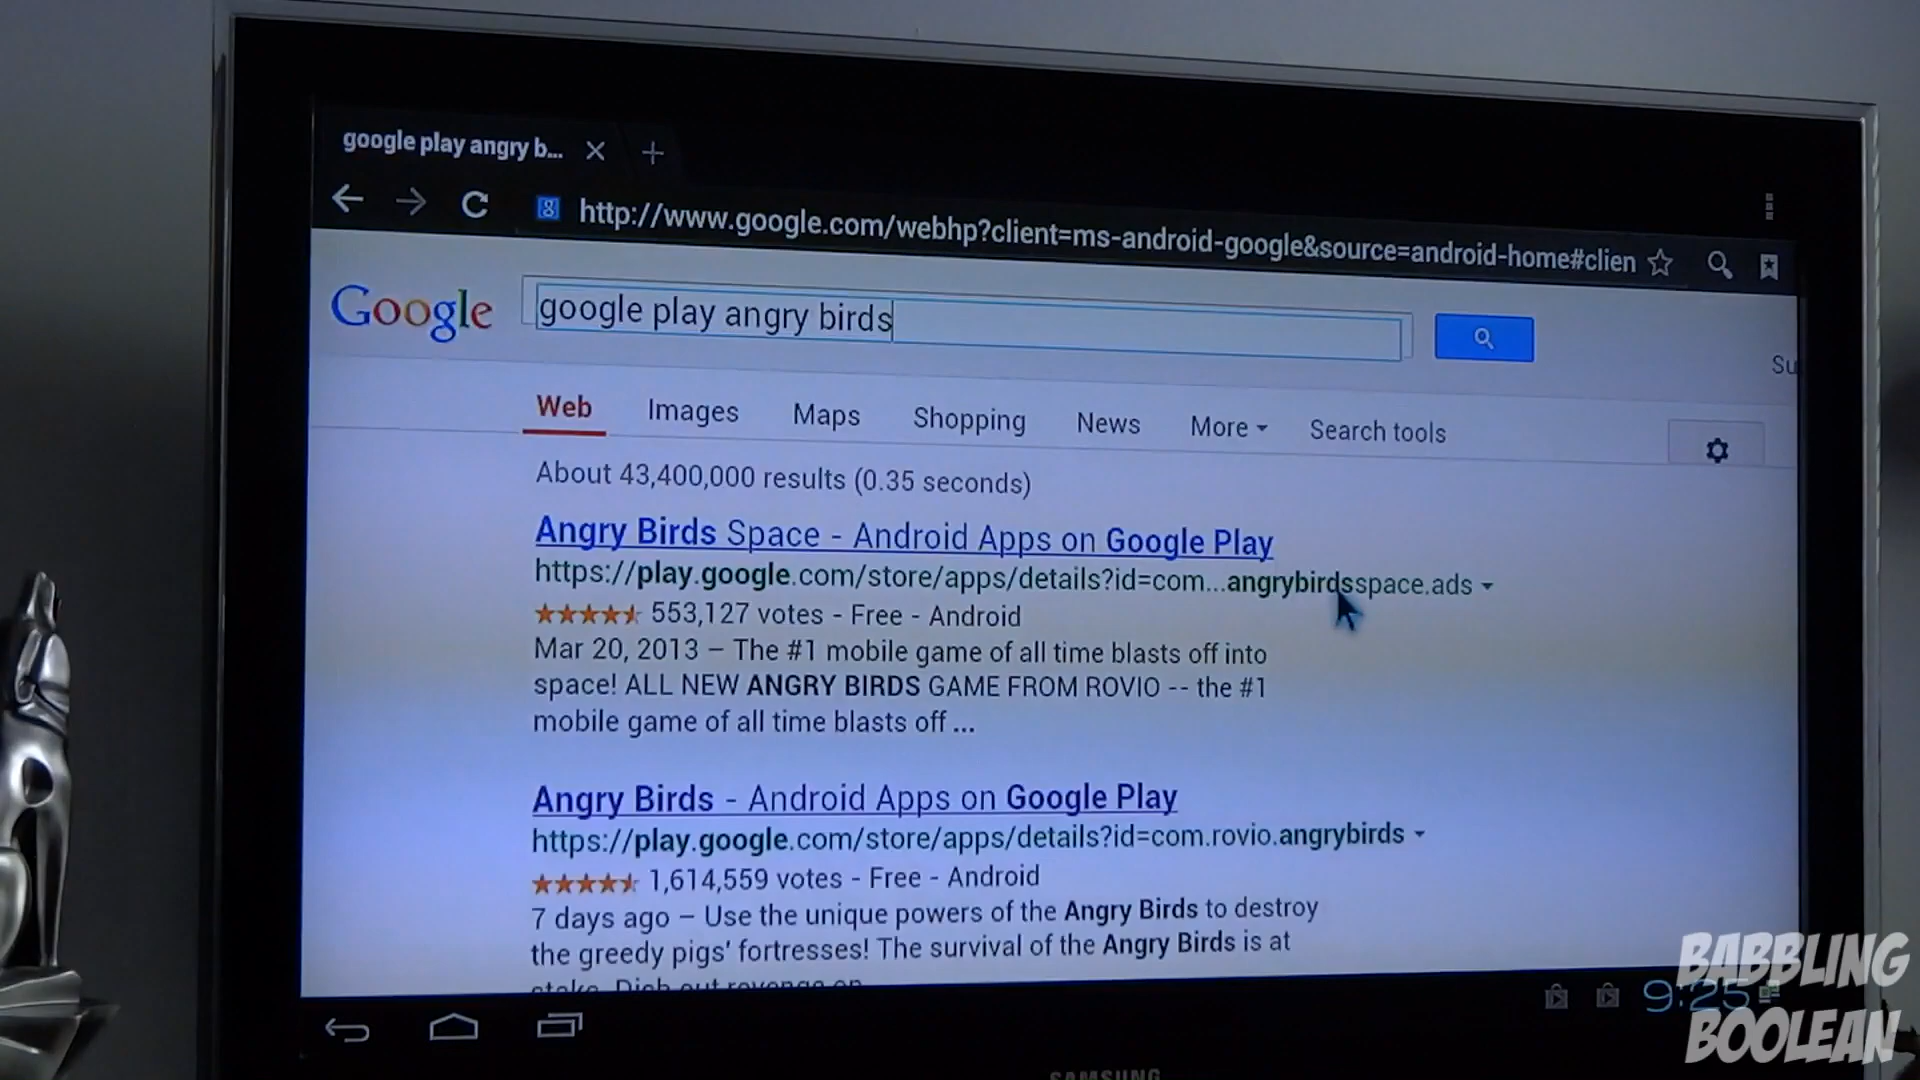 google play angry b...
http://www.google.com/webhp?client=ms-android-google&source=android-home#clien
Google
google play angry birds
Su
Web Images Maps Shopping News More Search tools
About 43,400,000 results (0.35 seconds)
Angry Birds Space - Android Apps on Google Play
https://play.google.com/store/apps/details?id=com...angrybirdsspace.ads
553,127 votes - Free - Android
Mar 20, 2013 – The #1 mobile game of all time blasts off into
space! ALL NEW ANGRY BIRDS GAME FROM ROVIO -- the #1
mobile game of all time blasts off ...
Angry Birds - Android Apps on Google Play
https://play.google.com/store/apps/details?id=com.rovio.angrybirds
1,614,559 votes - Free - Android
7 days ago – Use the unique powers of the Angry Birds to destroy
the greedy pigs' fortresses! The survival of the Angry Birds is at
stake. Dish out revenge on
9:25
BABBLING
BOOLEAN
SAMSUNG